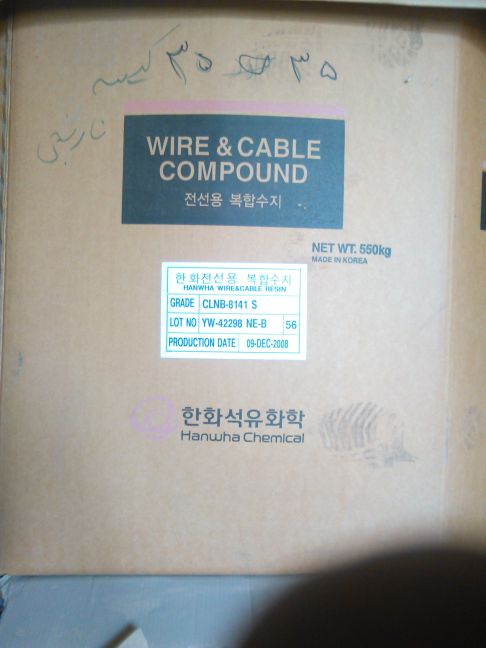 ۳۵ ۳۵ کیسه
نارنجی
WIRE & CABLE
COMPOUND
전선용 복합수지
NET WT. 550kg
MADE IN KOREA
한화전선용 복합수지
HANWHA WIRE&CABLE RESIN
GRADE CLNB-8141 S
LOT NO YW-42298 NE-B 56
PRODUCTION DATE 09-DEC-2008
한화석유화학
Hanwha Chemical